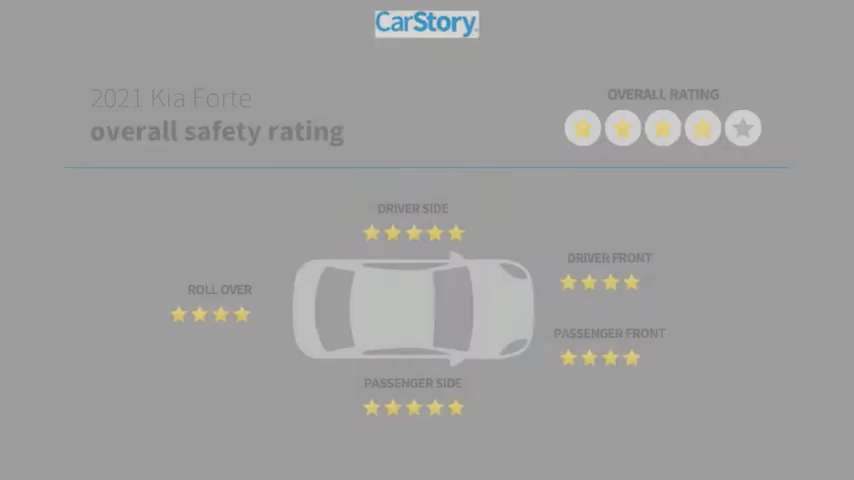 CarStory
2021 Kia Forte
overall safety rating
OVERALL RATING
DRIVER SIDE
DRIVER FRONT
ROLL OVER
PASSENGER FRONT
PASSENGER SIDE